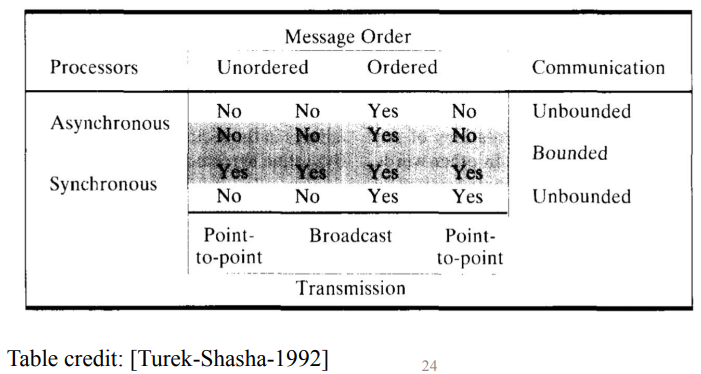 Message Order
Processors Unordered Ordered Communication
Asynchronous No No Yes No Unbounded
No No Yes No
Bounded
Synchronous Yes Yes Yes Yes
No No Yes Yes Unbounded
Point- Broadcast Point-
to-point to-point
Transmission
Table credit: [Turek-Shasha-1992] 24